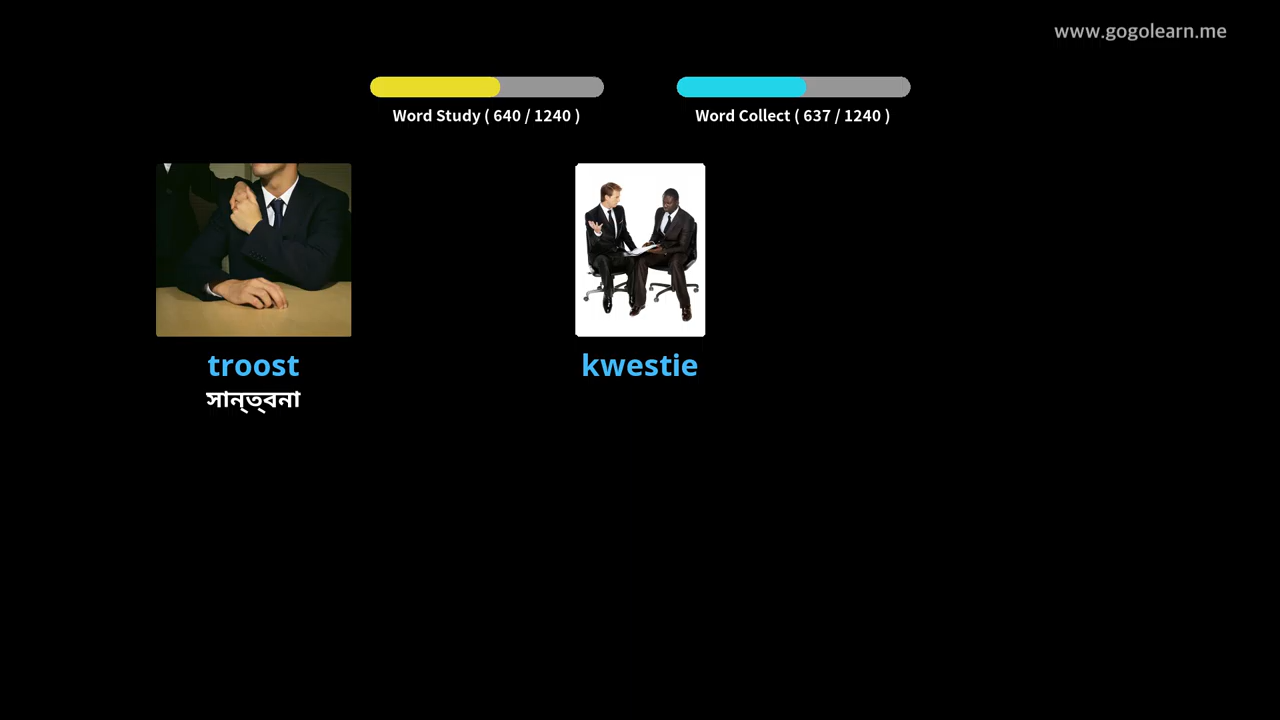 www.gogolearn.me
Word Study ( 640 / 1240 )
Word Collect ( 637 / 1240 )
troost
সান্ত্বনা
kwestie